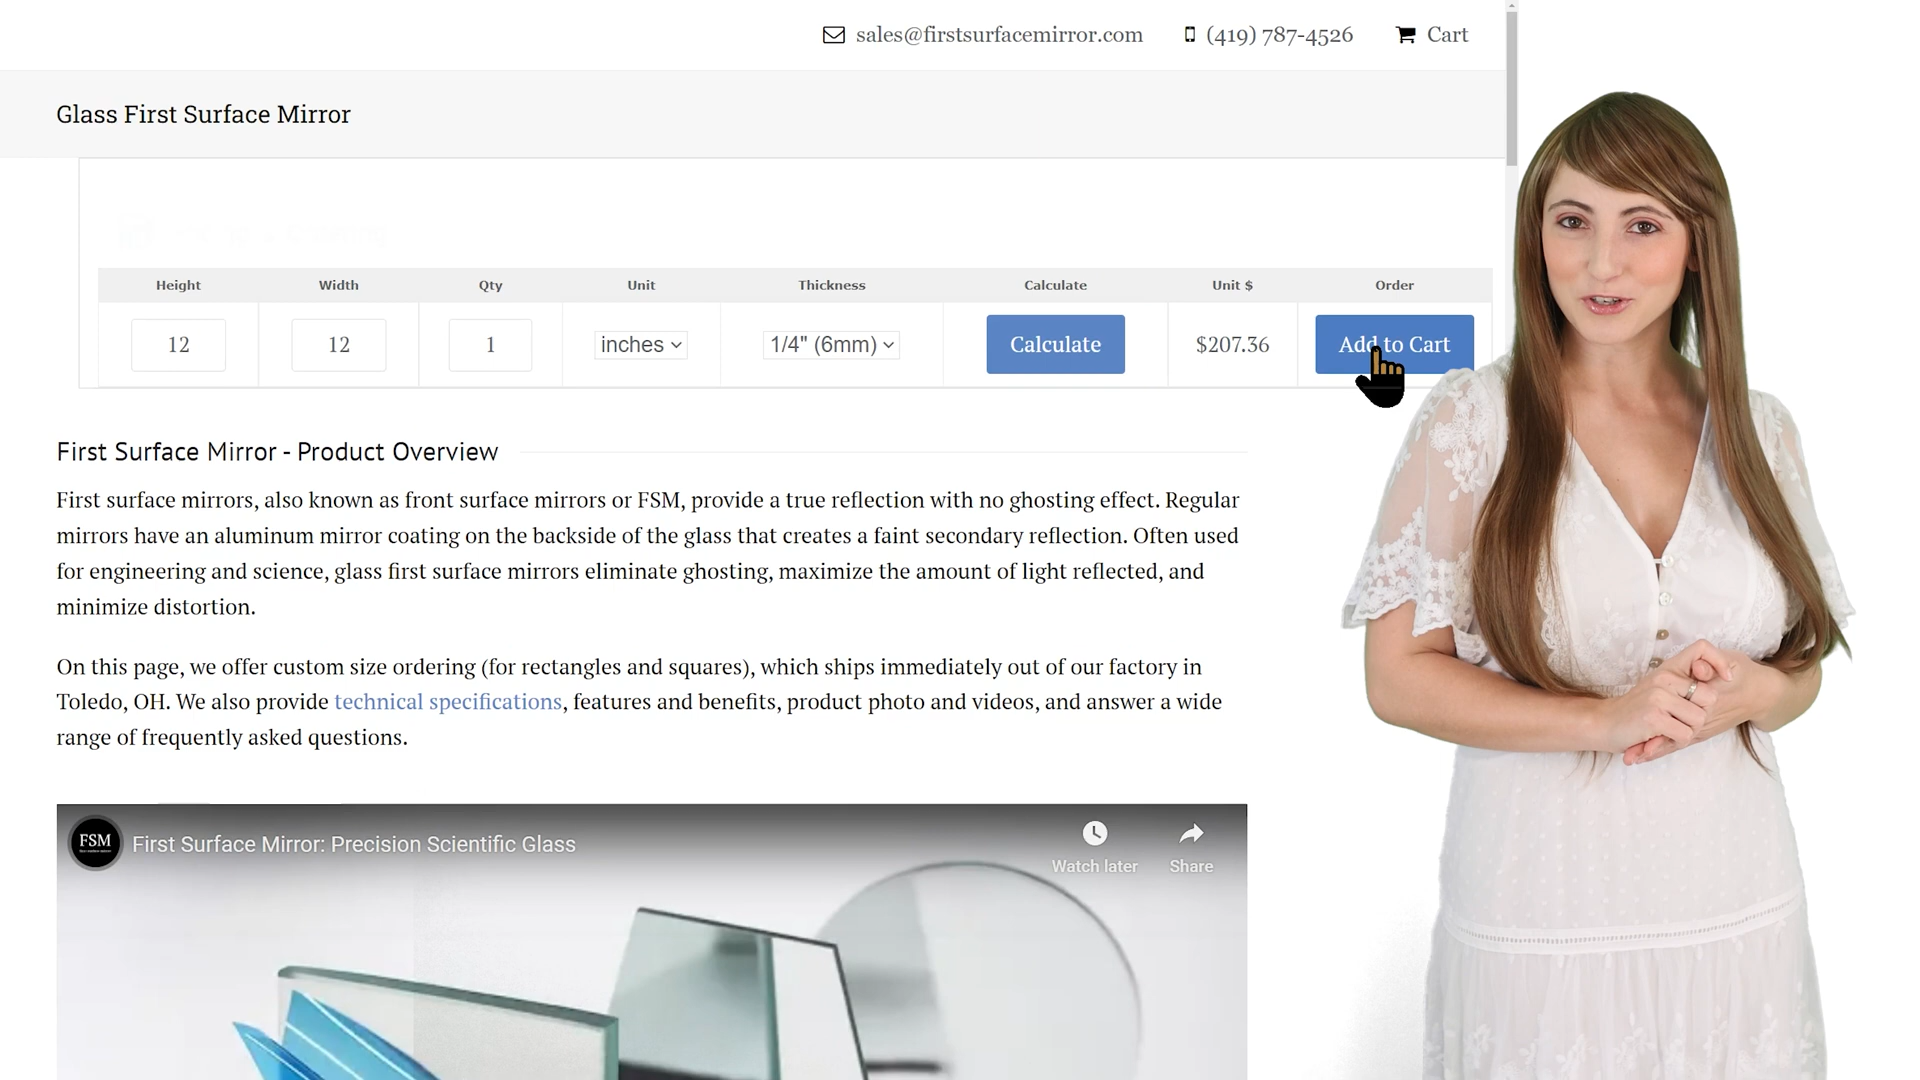 sales@firstsurfacemirror.com (419) 787-4526 Cart
Glass First Surface Mirror
Height Width Qty Unit Thickness Calculate Unit $ Order
12 12 1 inches 1/4" (6mm) Calculate $207.36 Add to Cart
First Surface Mirror - Product Overview
First surface mirrors, also known as front surface mirrors or FSM, provide a true reflection with no ghosting effect. Regular
mirrors have an aluminum mirror coating on the backside of the glass that creates a faint secondary reflection. Often used
for engineering and science, glass first surface mirrors eliminate ghosting, maximize the amount of light reflected, and
minimize distortion.
On this page, we offer custom size ordering (for rectangles and squares), which ships immediately out of our factory in
Toledo, OH. We also provide technical specifications, features and benefits, product photo and videos, and answer a wide
range of frequently asked questions.
FSM First Surface Mirror: Precision Scientific Glass
Watch later Share